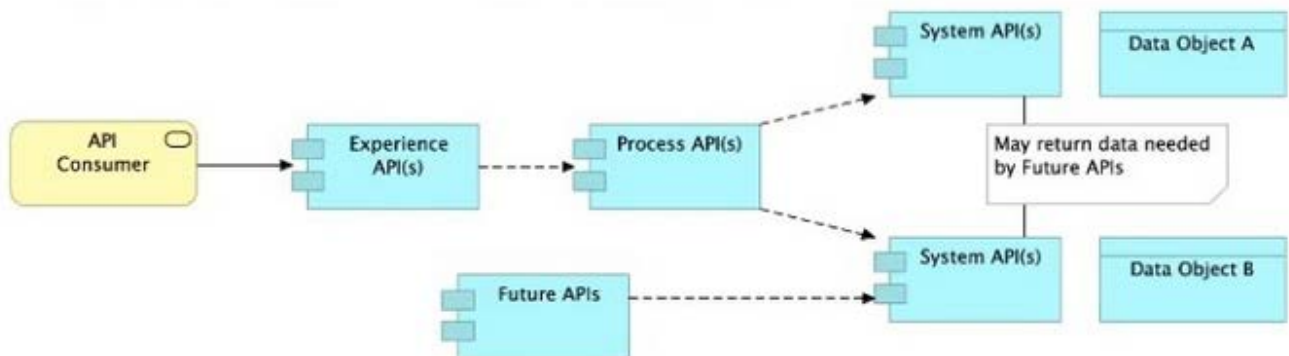 System API(s)
Data Object A
API
Consumer
Experience
API(s)
Process API(s)
May return data needed
by Future APIs
System API(s)
Data Object B
Future APIs